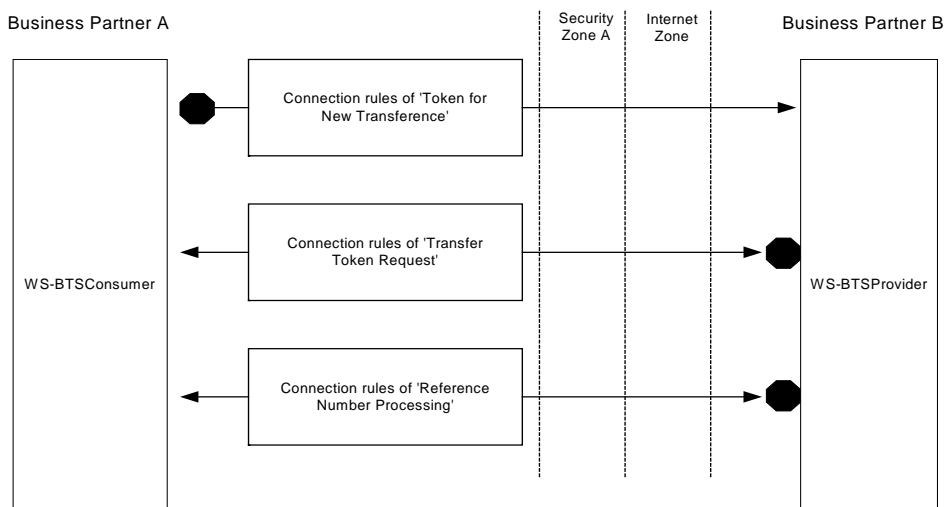 Business Partner A
Security
Zone A
Internet
Zone
Business Partner B
Connection rules of 'Token for
New Transference'
Connection rules of 'Transfer
Token Request'
WS-BTSConsumer
WS-BTSProvider
Connection rules of 'Reference
Number Processing'